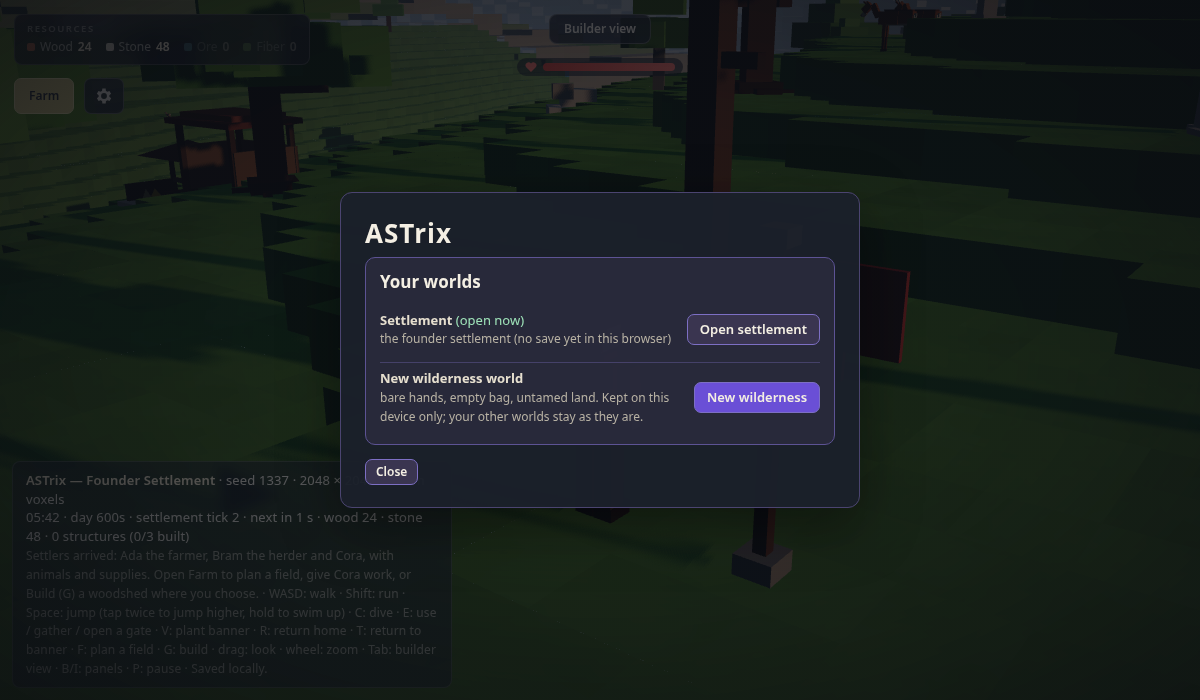 RESOURCES
Wood 24 Stone 48 Ore 0 Fiber 0
Builder view
Farm
ASTrix
Your worlds
Settlement (open now)
the founder settlement (no save yet in this browser)
Open settlement
New wilderness world
bare hands, empty bag, untamed land. Kept on this
device only; your other worlds stay as they are.
New wilderness
Close
ASTrix — Founder Settlement · seed 1337 · 2048 ×
voxels
05:42 · day 600s · settlement tick 2 · next in 1 s · wood 24 · stone
48 · 0 structures (0/3 built)
Settlers arrived: Ada the farmer, Bram the herder and Cora, with
animals and supplies. Open Farm to plan a field, give Cora work, or
Build (G) a woodshed where you choose. · WASD: walk · Shift: run ·
Space: jump (tap twice to jump higher, hold to swim up) · C: dive · E: use
/ gather / open a gate · V: plant banner · R: return home · T: return to
banner · F: plan a field · G: build · drag: look · wheel: zoom · Tab: builder
view · B/I: panels · P: pause · Saved locally.